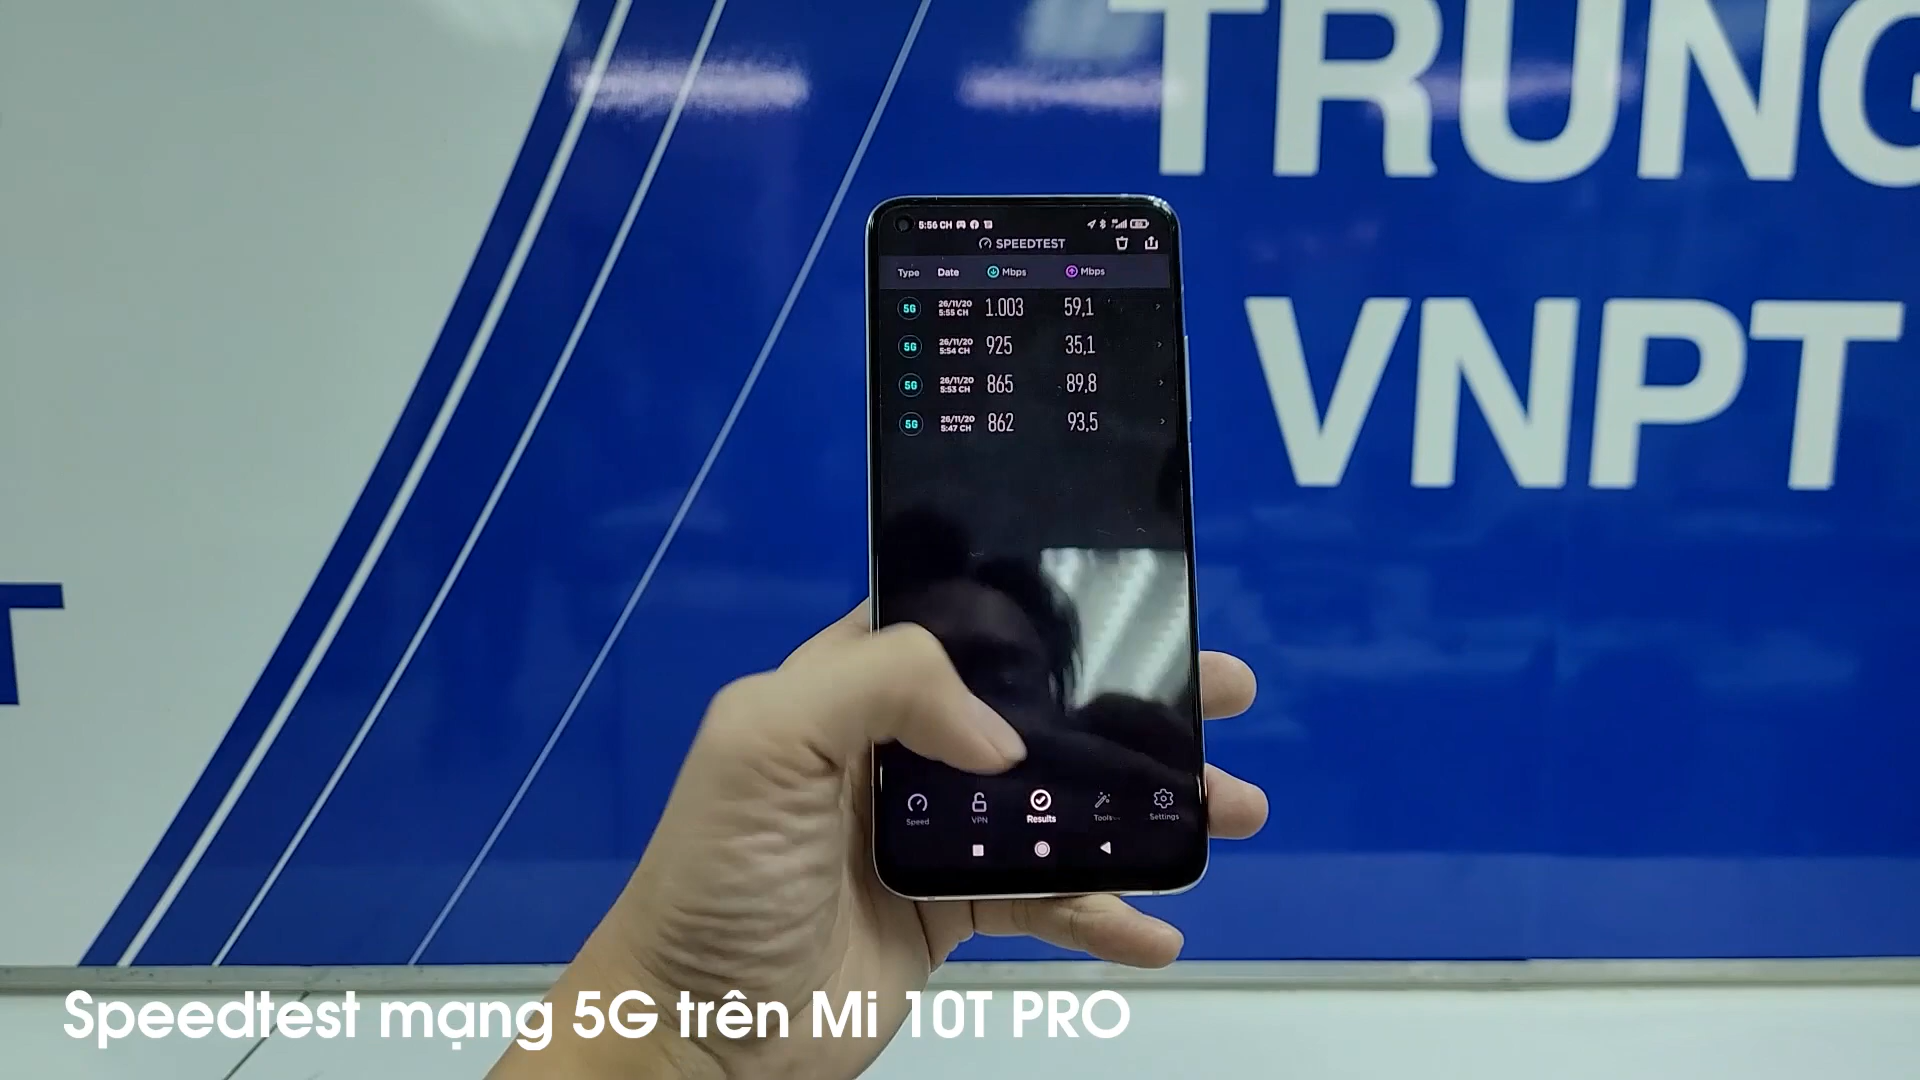 TRUNG
VNPT
T
5:56 CH
SPEEDTEST
Type Date Mbps Mbps
5G 26/11/20 5:55 CH 1.003 59,1
5G 26/11/20 5:54 CH 925 35,1
5G 26/11/20 5:53 CH 865 89,8
5G 26/11/20 5:47 CH 862 93,5
Speed VPN Results Tools Settings
Speedtest mạng 5G trên Mi 10T PRO